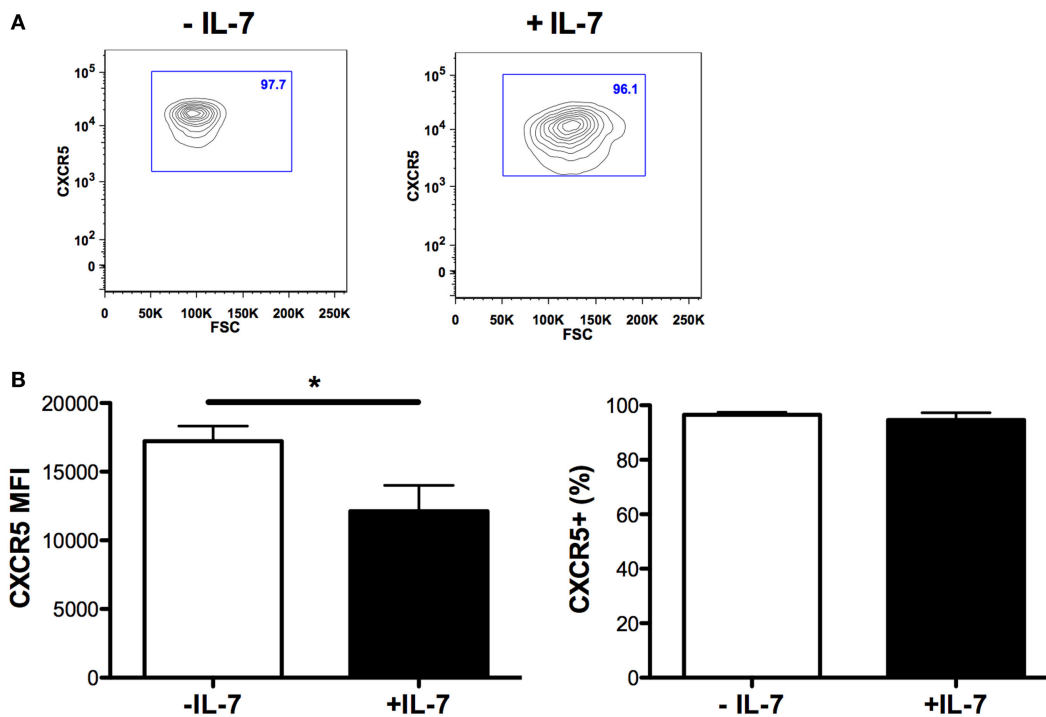 A
- IL-7
+ IL-7
97.7
10^5
10^4
10^3
10^2
0
CXCR5
0 50K 100K 150K 200K 250K
FSC
96.1
10^5
10^4
10^3
10^2
0
CXCR5
0 50K 100K 150K 200K 250K
FSC
B
*
20000
15000
10000
5000
0
CXCR5 MFI
-IL-7 +IL-7
100
80
60
40
20
0
CXCR5+ (%)
- IL-7 +IL-7